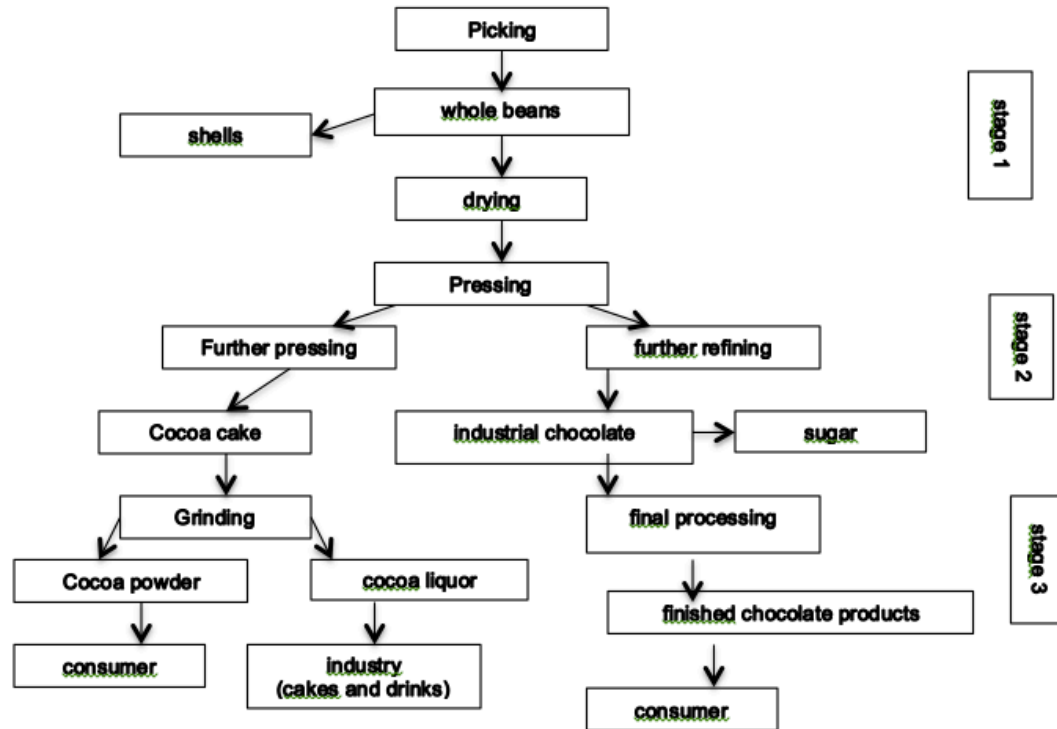 Picking
whole beans
shells
stage 1
drying
Pressing
Further pressing
further refining
stage 2
Cocoa cake
industrial chocolate
sugar
Grinding
final processing
stage 3
Cocoa powder
cocoa liquor
finished chocolate products
consumer
industry
(cakes and drinks)
consumer